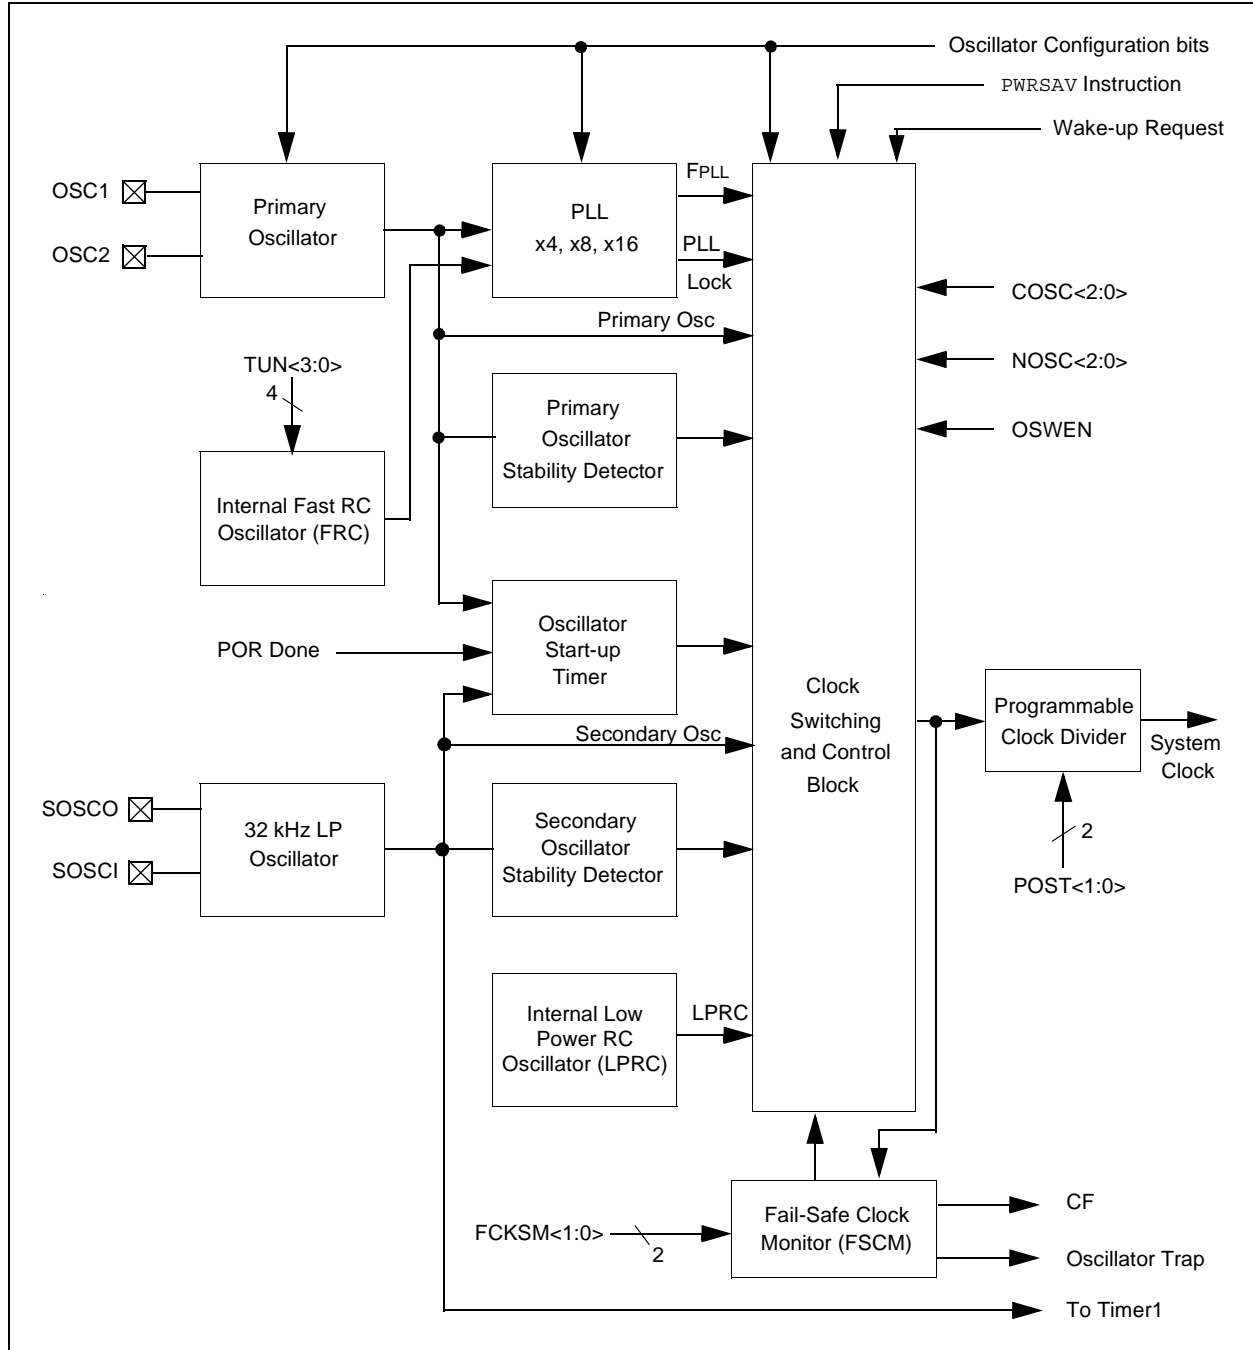 Oscillator Configuration bits
PWRSAV Instruction
Wake-up Request
OSC1
OSC2
Primary
Oscillator
PLL
x4, x8, x16
FPLL
PLL
Lock
Primary Osc
COSC<2:0>
NOSC<2:0>
OSWEN
TUN<3:0>
4
Internal Fast RC
Oscillator (FRC)
Primary
Oscillator
Stability Detector
POR Done
Oscillator
Start-up
Timer
Secondary Osc
Clock
Switching
and Control
Block
Programmable
Clock Divider
System
Clock
2
POST<1:0>
SOSCO
SOSCI
32 kHz LP
Oscillator
Secondary
Oscillator
Stability Detector
Internal Low
Power RC
Oscillator (LPRC)
LPRC
FCKSM<1:0>
2
Fail-Safe Clock
Monitor (FSCM)
CF
Oscillator Trap
To Timer1